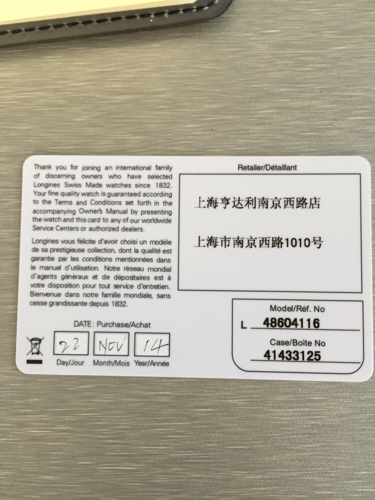 Thank you for joining an international family
of discerning owners who have selected
Longines Swiss Made watches since 1832.
Your fine quality watch is guaranteed according
to the Terms and Conditions set forth in the
accompanying Owner's Manual by presenting
the watch and this card to any of our worldwide
Service Centers or authorized dealers.
Longines vous félicite d'avoir choisi un modèle
de sa prestigieuse collection, dont la qualité est
garantie par les conditions mentionnées dans
le manuel d'utilisation. Notre réseau mondial
d'agents généraux et de dépositaires est à
votre disposition pour tout service d'entretien.
Bienvenue dans notre famille mondiale, sans
cesse grandissante depuis 1832.
DATE: Purchase/Achat
22 NOV 14
Day/Jour Month/Mois Year/Année
Retailer/Détaillant
上海亨达利南京西路店
上海市南京西路1010号
Model/Réf. No
L 48604116
Case/Boîte No
41433125